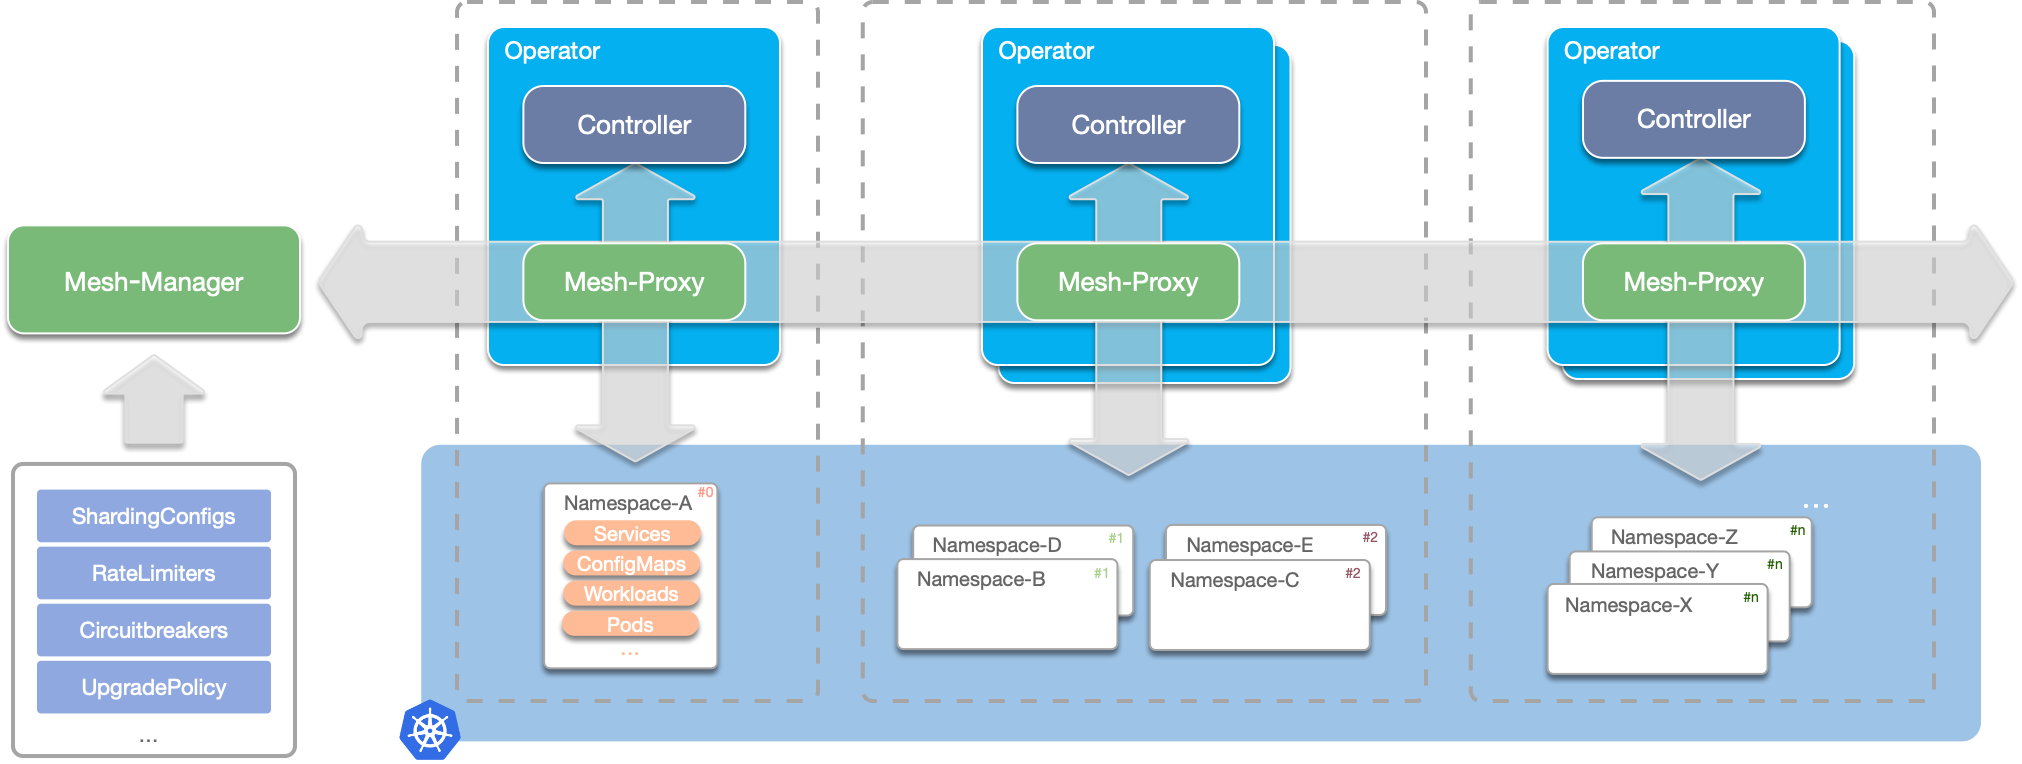 Operator
Controller
Mesh-Proxy
Operator
Controller
Mesh-Proxy
Operator
Controller
Mesh-Proxy
Mesh-Manager
ShardingConfigs
RateLimiters
Circuitbreakers
UpgradePolicy
...
Namespace-A #0
Services
ConfigMaps
Workloads
Pods
...
Namespace-D #1
Namespace-B #1
Namespace-E #2
Namespace-C #2
...
Namespace-Z #n
Namespace-Y #n
Namespace-X #n